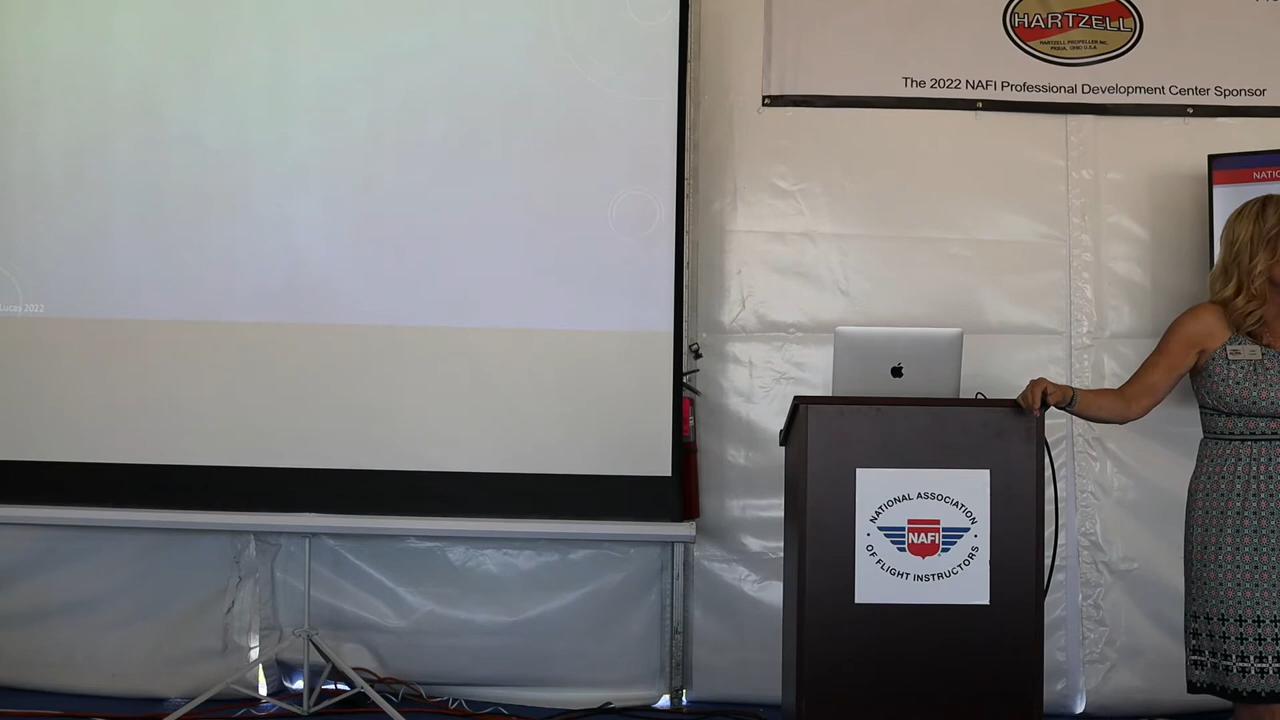 HARTZELL
HARTZELL PROPELLER INC.
PIQUA, OHIO U.S.A
The 2022 NAFI Professional Development Center Sponsor
NATIO
Lucas 2022
NATIONAL ASSOCIATION
NAFI
OF FLIGHT INSTRUCTORS